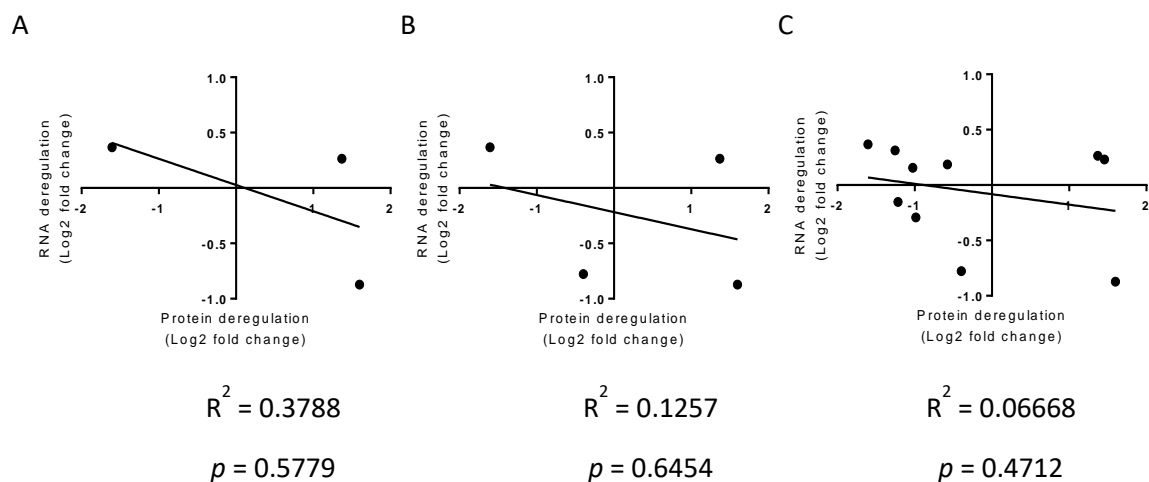 A
B
C
1.0
0.5
-0.5
-1.0
-2
-1
1
2
RNA deregulation
(Log2 fold change)
Protein deregulation
(Log2 fold change)
R2 = 0.3788
p = 0.5779
1.0
0.5
-0.5
-1.0
-2
-1
1
2
RNA deregulation
(Log2 fold change)
Protein deregulation
(Log2 fold change)
R2 = 0.1257
p = 0.6454
1.0
0.5
-0.5
-1.0
-2
-1
1
2
RNA deregulation
(Log2 fold change)
Protein deregulation
(Log2 fold change)
R2 = 0.06668
p = 0.4712